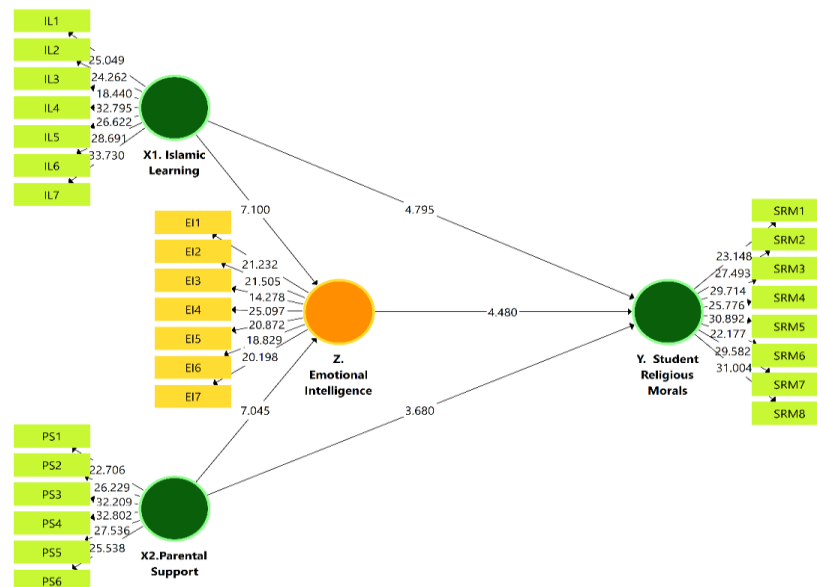 IL1
IL2
25.049
24.262
IL3
18.440
IL4
32.795
26.622
IL5
28.691
IL6
33.730
IL7
X1. Islamic
Learning
7.100
4.795
EI1
EI2
21.232
EI3
21.505
14.278
EI4
25.097
20.872
EI5
18.829
EI6
20.198
EI7
Z.
Emotional
Intelligence
4.480
SRM1
SRM2
23.148
SRM3
27.493
29.714
SRM4
25.776
30.892
SRM5
22.177
SRM6
29.582
31.004
SRM7
SRM8
Y. Student
Religious
Morals
7.045
3.680
PS1
PS2
22.706
PS3
26.229
32.209
PS4
32.802
27.536
PS5
25.538
PS6
X2.Parental
Support